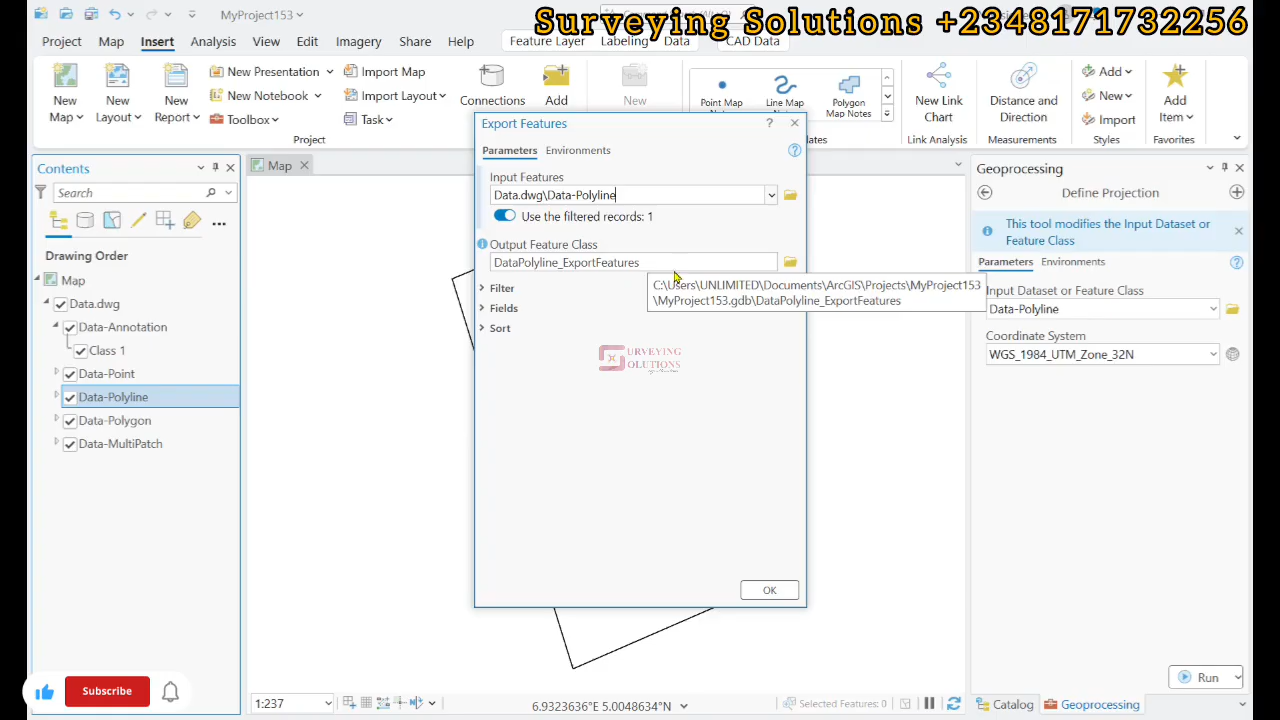 MyProject153
Surveying Solutions +2348171732256
Project Map Insert Analysis View Edit Imagery Share Help Feature Layer Labeling Data CAD Data
New Map
New Layout
New Report
New Presentation
New Notebook
Toolbox
Import Map
Import Layout
Task
Project
Connections
Add
New
Point Map Notes
Line Map Notes
Polygon Map Notes
New Link Chart
Link Analysis
Distance and Direction
Measurements
Add
New
Import
Styles
Add Item
Favorites
Contents
Search
Drawing Order
Map
Data.dwg
Data-Annotation
Class 1
Data-Point
Data-Polyline
Data-Polygon
Data-MultiPatch
Subscribe
Map
Export Features
Parameters Environments
Input Features
Data.dwg\Data-Polyline
Use the filtered records: 1
Output Feature Class
DataPolyline_ExportFeatures
C:\Users\UNLIMITED\Documents\ArcGIS\Projects\MyProject153
\MyProject153.gdb\DataPolyline_ExportFeatures
Filter
Fields
Sort
SURVEYING
SOLUTIONS
OK
1:237
6.9323636°E 5.0048634°N
Selected Features: 0
Geoprocessing
Define Projection
This tool modifies the Input Dataset or
Feature Class
Parameters Environments
Input Dataset or Feature Class
Data-Polyline
Coordinate System
WGS_1984_UTM_Zone_32N
Run
Catalog Geoprocessing